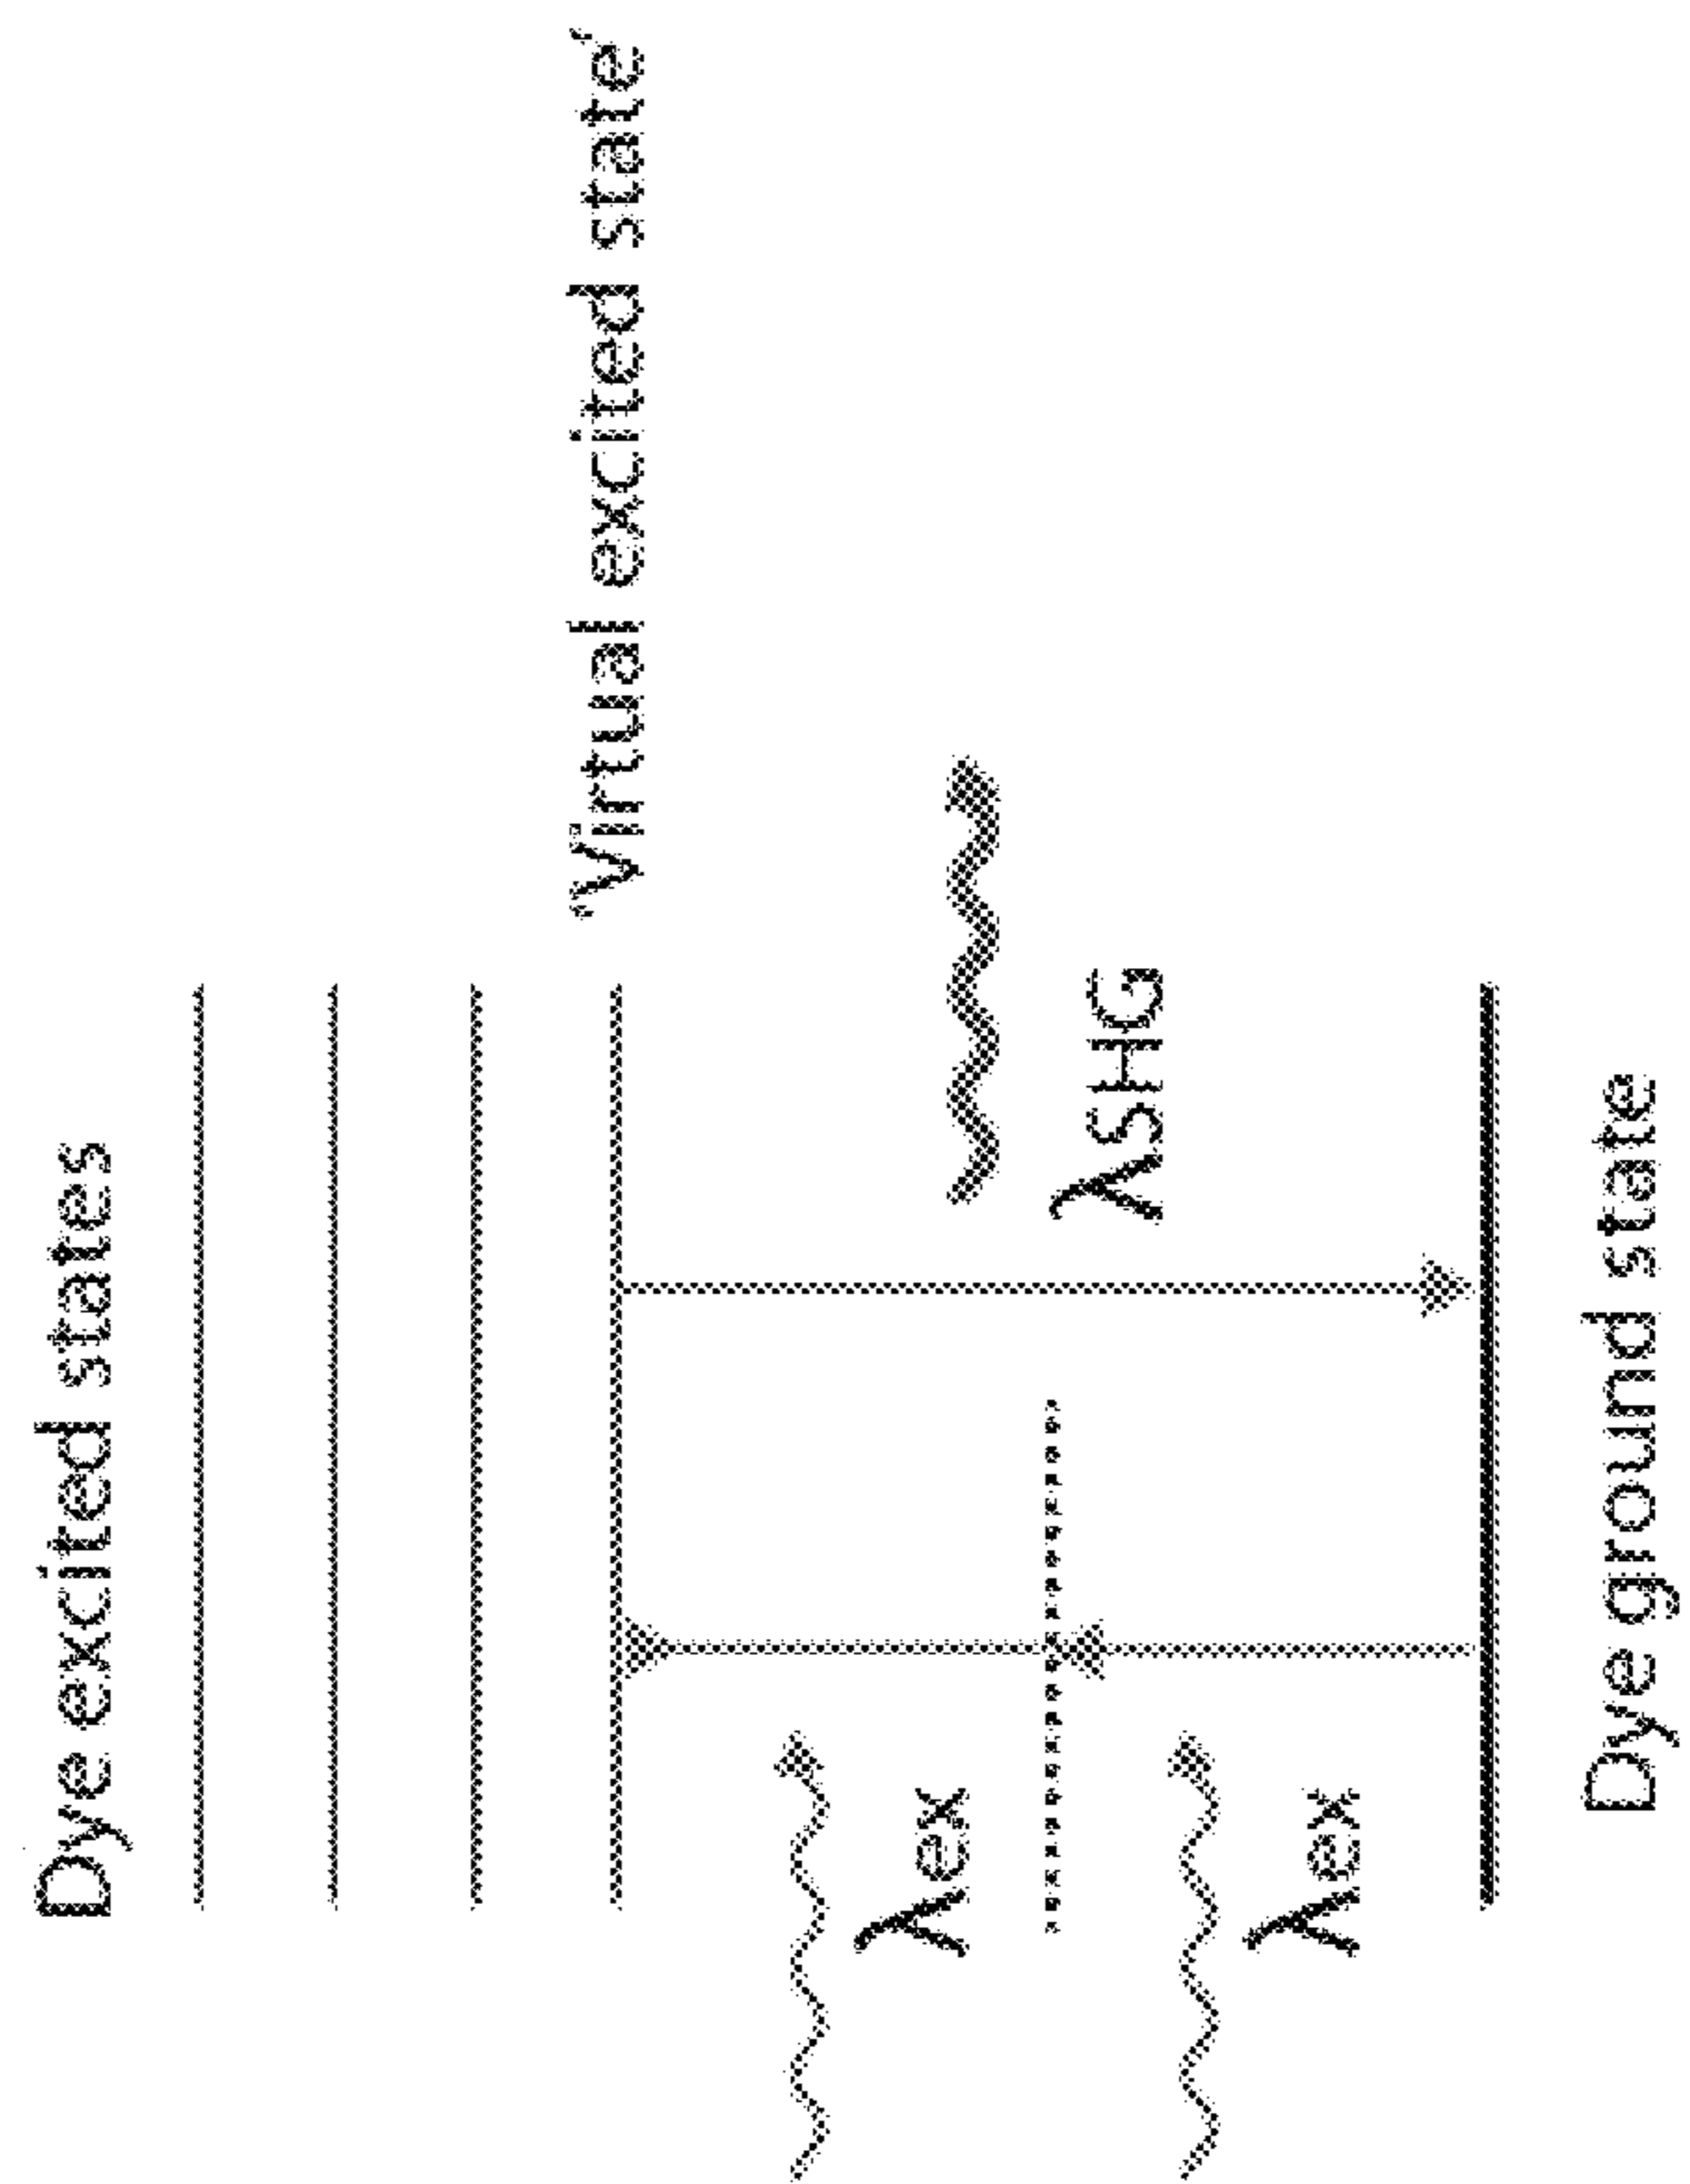 Dye excited states
'Virtual excited state'
λex
λSHG
λex
Dye ground state